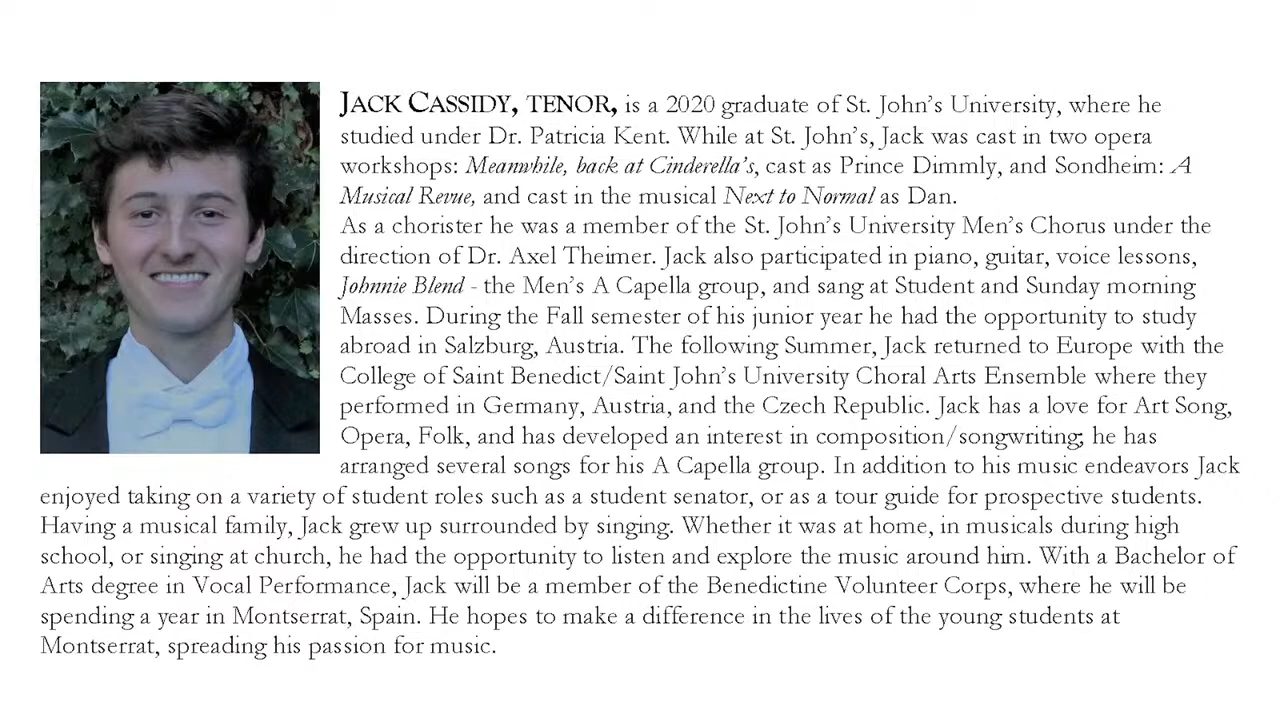 JACK CASSIDY, TENOR, is a 2020 graduate of St. John's University, where he
studied under Dr. Patricia Kent. While at St. John's, Jack was cast in two opera
workshops: Meanwhile, back at Cinderella's, cast as Prince Dimmly, and Sondheim: A
Musical Revue, and cast in the musical Next to Normal as Dan.
As a chorister he was a member of the St. John's University Men's Chorus under the
direction of Dr. Axel Theimer. Jack also participated in piano, guitar, voice lessons,
Johnnie Blend - the Men's A Capella group, and sang at Student and Sunday morning
Masses. During the Fall semester of his junior year he had the opportunity to study
abroad in Salzburg, Austria. The following Summer, Jack returned to Europe with the
College of Saint Benedict/Saint John's University Choral Arts Ensemble where they
performed in Germany, Austria, and the Czech Republic. Jack has a love for Art Song,
Opera, Folk, and has developed an interest in composition/songwriting; he has
arranged several songs for his A Capella group. In addition to his music endeavors Jack
enjoyed taking on a variety of student roles such as a student senator, or as a tour guide for prospective students.
Having a musical family, Jack grew up surrounded by singing. Whether it was at home, in musicals during high
school, or singing at church, he had the opportunity to listen and explore the music around him. With a Bachelor of
Arts degree in Vocal Performance, Jack will be a member of the Benedictine Volunteer Corps, where he will be
spending a year in Montserrat, Spain. He hopes to make a difference in the lives of the young students at
Montserrat, spreading his passion for music.